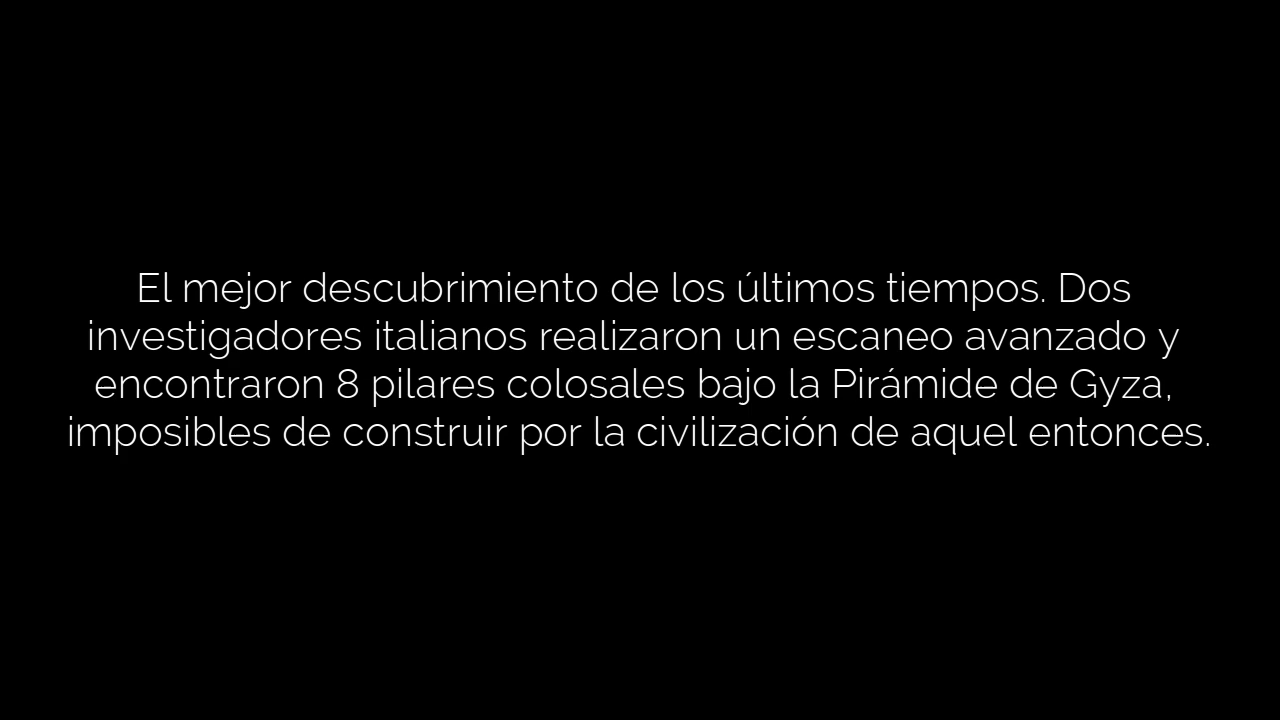 El mejor descubrimiento de los últimos tiempos. Dos
investigadores italianos realizaron un escaneo avanzado y
encontraron 8 pilares colosales bajo la Pirámide de Gyza,
imposibles de construir por la civilización de aquel entonces.